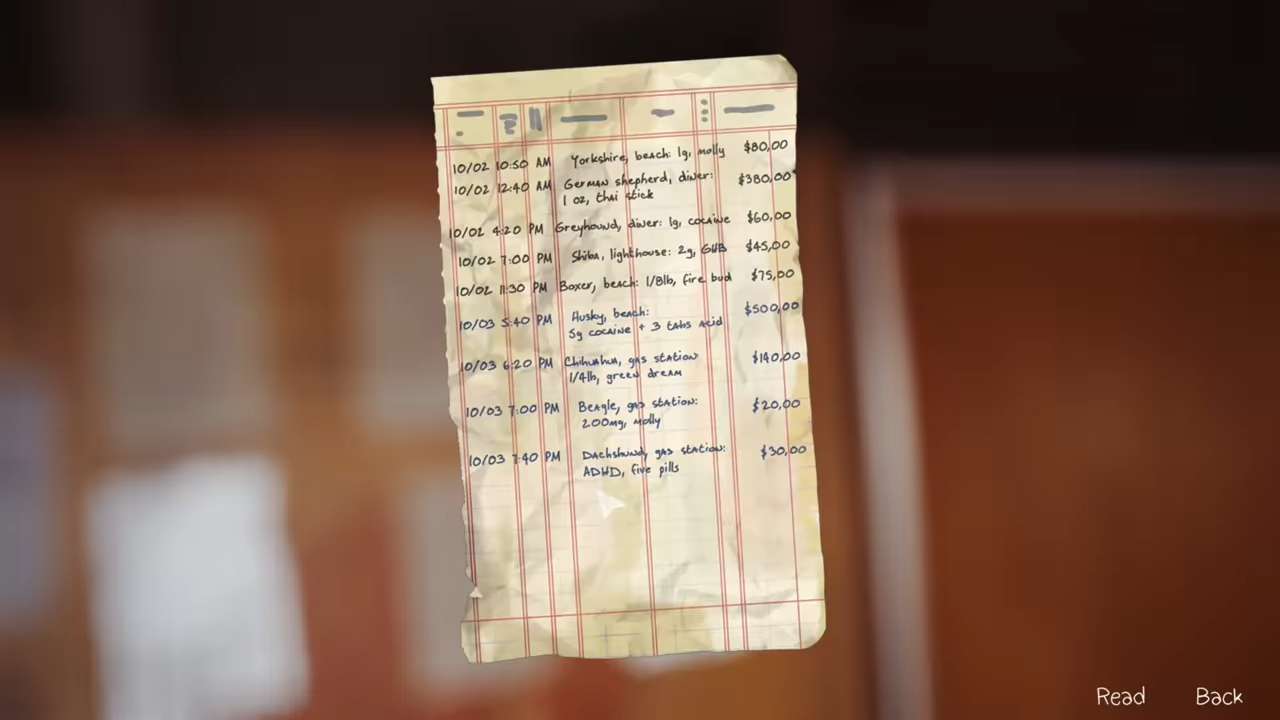 10/02 10:50 AM Yorkshire, beach: 1g, molly $80,00
10/02 12:40 AM German shepherd, diner: $380,00
1 oz, thai stick
10/02 4:20 PM Greyhound, diner: 1g, cocaine $60,00
10/02 7:00 PM Shiba, lighthouse: 2g, GHB $45,00
10/02 11:30 PM Boxer, beach: 1/8lb, fire bud $75,00
10/03 5:40 PM Husky, beach: $500,00
5g cocaine + 3 tabs acid
10/03 6:20 PM Chihuahua, gas station: $140,00
1/4lb, green dream
10/03 7:00 PM Beagle, gas station: $20,00
200mg, molly
10/03 7:40 PM Dachshund, gas station: $30,00
ADHD, five pills
Read Back